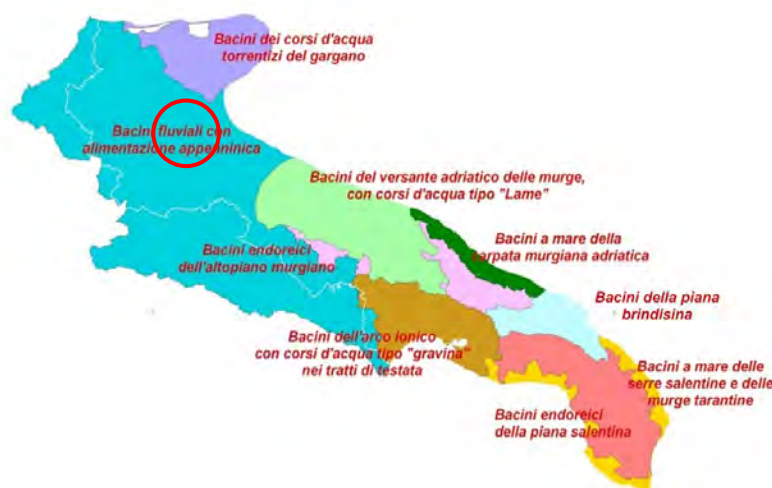 Bacini dei corsi d'acqua
torrentizi del gargano
Bacini fluviali con
alimentazione appenninica
Bacini del versante adriatico delle murge,
con corsi d'acqua tipo "Lame"
Bacini a mare della
scarpata murgiana adriatica
Bacini endoreici
dell'altopiano murgiano
Bacini della piana
brindisina
Bacini dell'arco ionico
con corsi d'acqua tipo "gravina"
nei tratti di testata
Bacini a mare delle
serre salentine e delle
murge tarantine
Bacini endoreici
della piana salentina